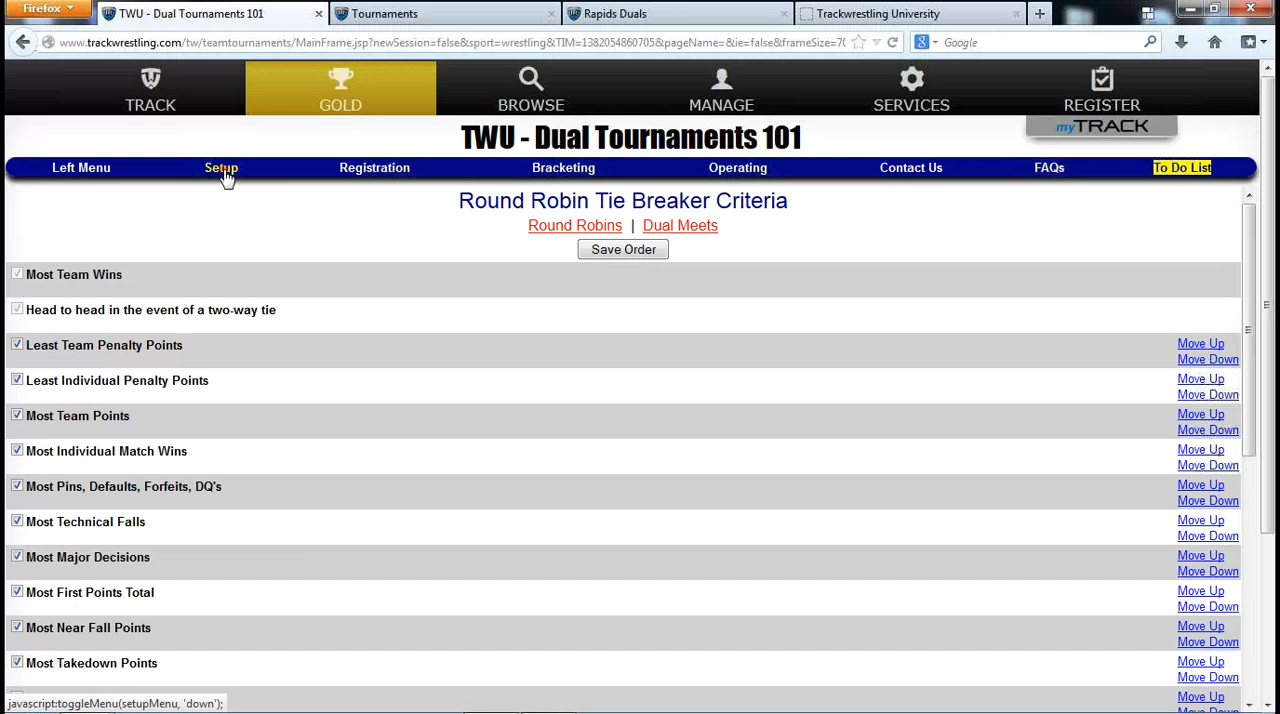 Firefox
TWU - Dual Tournaments 101
Tournaments
Rapids Duals
Trackwrestling University
www.trackwrestling.com/tw/teamtournaments/MainFrame.jsp?newSession=false&sport=wrestling&TIM=1382054860705&pageName=&ie=false&frameSize=70
Google
TRACK
GOLD
BROWSE
MANAGE
SERVICES
REGISTER
myTRACK
TWU - Dual Tournaments 101
Left Menu
Setup
Registration
Bracketing
Operating
Contact Us
FAQs
To Do List
Round Robin Tie Breaker Criteria
Round Robins | Dual Meets
Save Order
Most Team Wins
Head to head in the event of a two-way tie
Least Team Penalty Points
Move Up
Move Down
Least Individual Penalty Points
Move Up
Move Down
Most Team Points
Move Up
Move Down
Most Individual Match Wins
Move Up
Move Down
Most Pins, Defaults, Forfeits, DQ's
Move Up
Move Down
Most Technical Falls
Move Up
Move Down
Most Major Decisions
Move Up
Move Down
Most First Points Total
Move Up
Move Down
Most Near Fall Points
Move Up
Move Down
Most Takedown Points
Move Up
Move Down
Move Up
Move Down
javascript:toggleMenu(setupMenu, 'down');